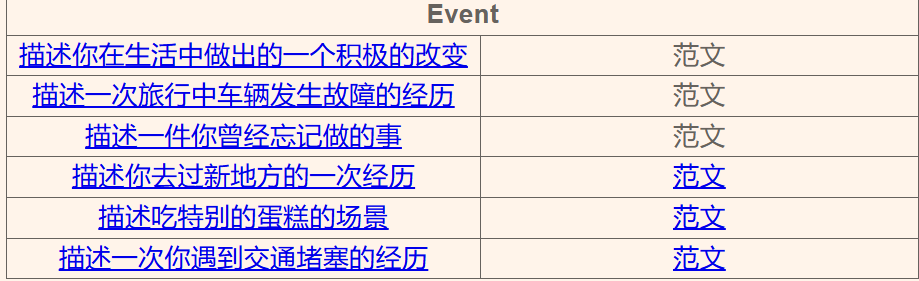 Event
描述你在生活中做出的一个积极的改变 范文
描述一次旅行中车辆发生故障的经历 范文
描述一件你曾经忘记做的事 范文
描述你去过新地方的一次经历 范文
描述吃特别的蛋糕的场景 范文
描述一次你遇到交通堵塞的经历 范文